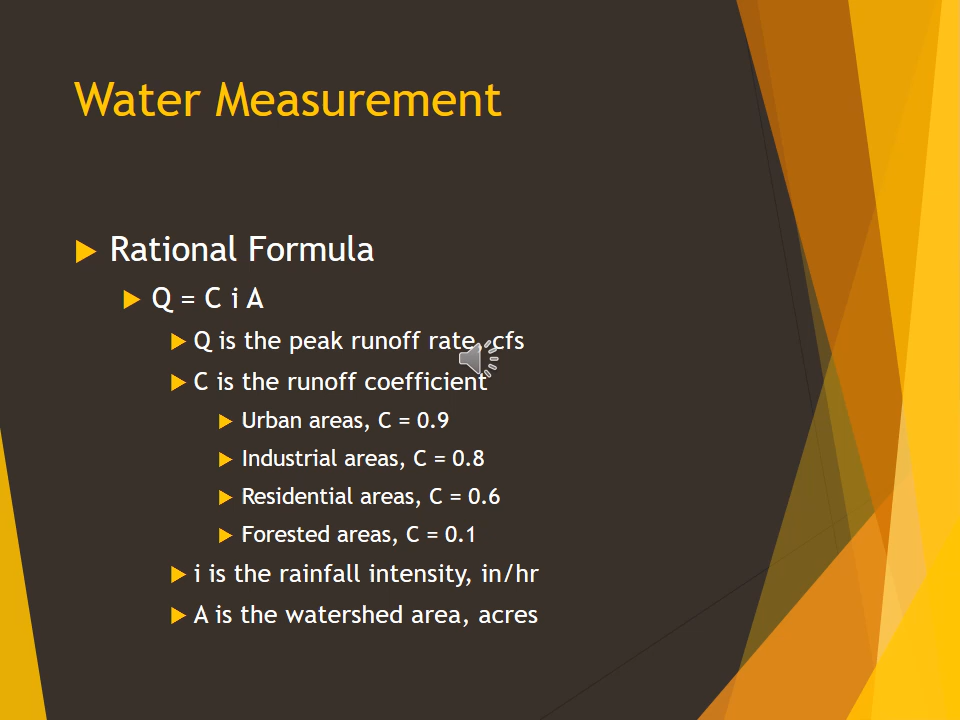 Water Measurement
Rational Formula
Q = C i A
Q is the peak runoff rate, cfs
C is the runoff coefficient
Urban areas, C = 0.9
Industrial areas, C = 0.8
Residential areas, C = 0.6
Forested areas, C = 0.1
i is the rainfall intensity, in/hr
A is the watershed area, acres